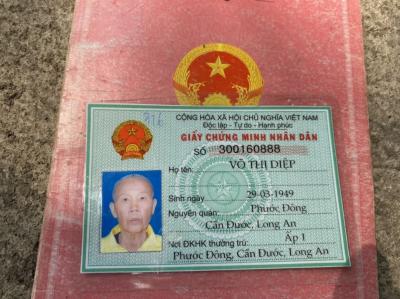 216
CỘNG HÒA XÃ HỘI CHỦ NGHĨA VIỆT NAM
Độc lập - Tự do - Hạnh phúc
GIẤY CHỨNG MINH NHÂN DÂN
SỐ 300160888
Họ tên: VÕ THỊ DIỆP
Sinh ngày 29-03-1949
Nguyên quán: Phước Đông
Cần Đước, Long An
Nơi ĐKHK thường trú: Ấp 1
Phước Đông, Cần Đước, Long An